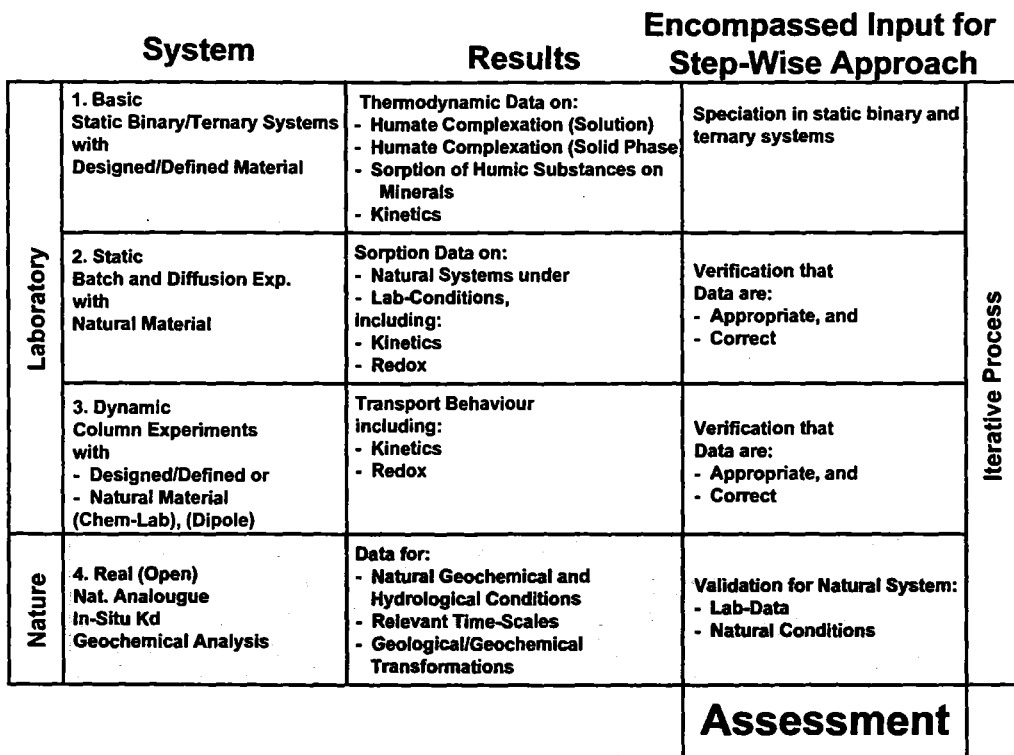 System
Results
Encompassed Input for
Step-Wise Approach
Laboratory
1. Basic
Static Binary/Ternary Systems
with
Designed/Defined Material
Thermodynamic Data on:
- Humate Complexation (Solution)
- Humate Complexation (Solid Phase
- Sorption of Humic Substances on
Minerals
- Kinetics
Speciation in static binary and
ternary systems
2. Static
Batch and Diffusion Exp.
with
Natural Material
Sorption Data on:
- Natural Systems under
- Lab-Conditions,
including:
- Kinetics
- Redox
Verification that
Data are:
- Appropriate, and
- Correct
3. Dynamic
Column Experiments
with
- Designed/Defined or
- Natural Material
(Chem-Lab), (Dipole)
Transport Behaviour
including:
- Kinetics
- Redox
Verification that
Data are:
- Appropriate, and
- Correct
Nature
4. Real (Open)
Nat. Analougue
In-Situ Kd
Geochemical Analysis
Data for:
- Natural Geochemical and
Hydrological Conditions
- Relevant Time-Scales
- Geological/Geochemical
Transformations
Validation for Natural System:
- Lab-Data
- Natural Conditions
Iterative Process
Assessment